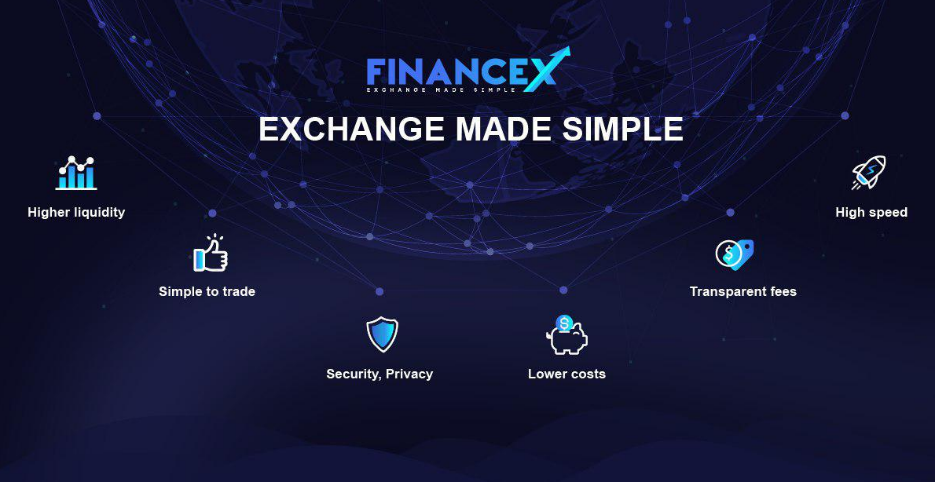 FINANCEX
EXCHANGE MADE SIMPLE
EXCHANGE MADE SIMPLE
Higher liquidity
High speed
Simple to trade
Transparent fees
Security, Privacy
Lower costs